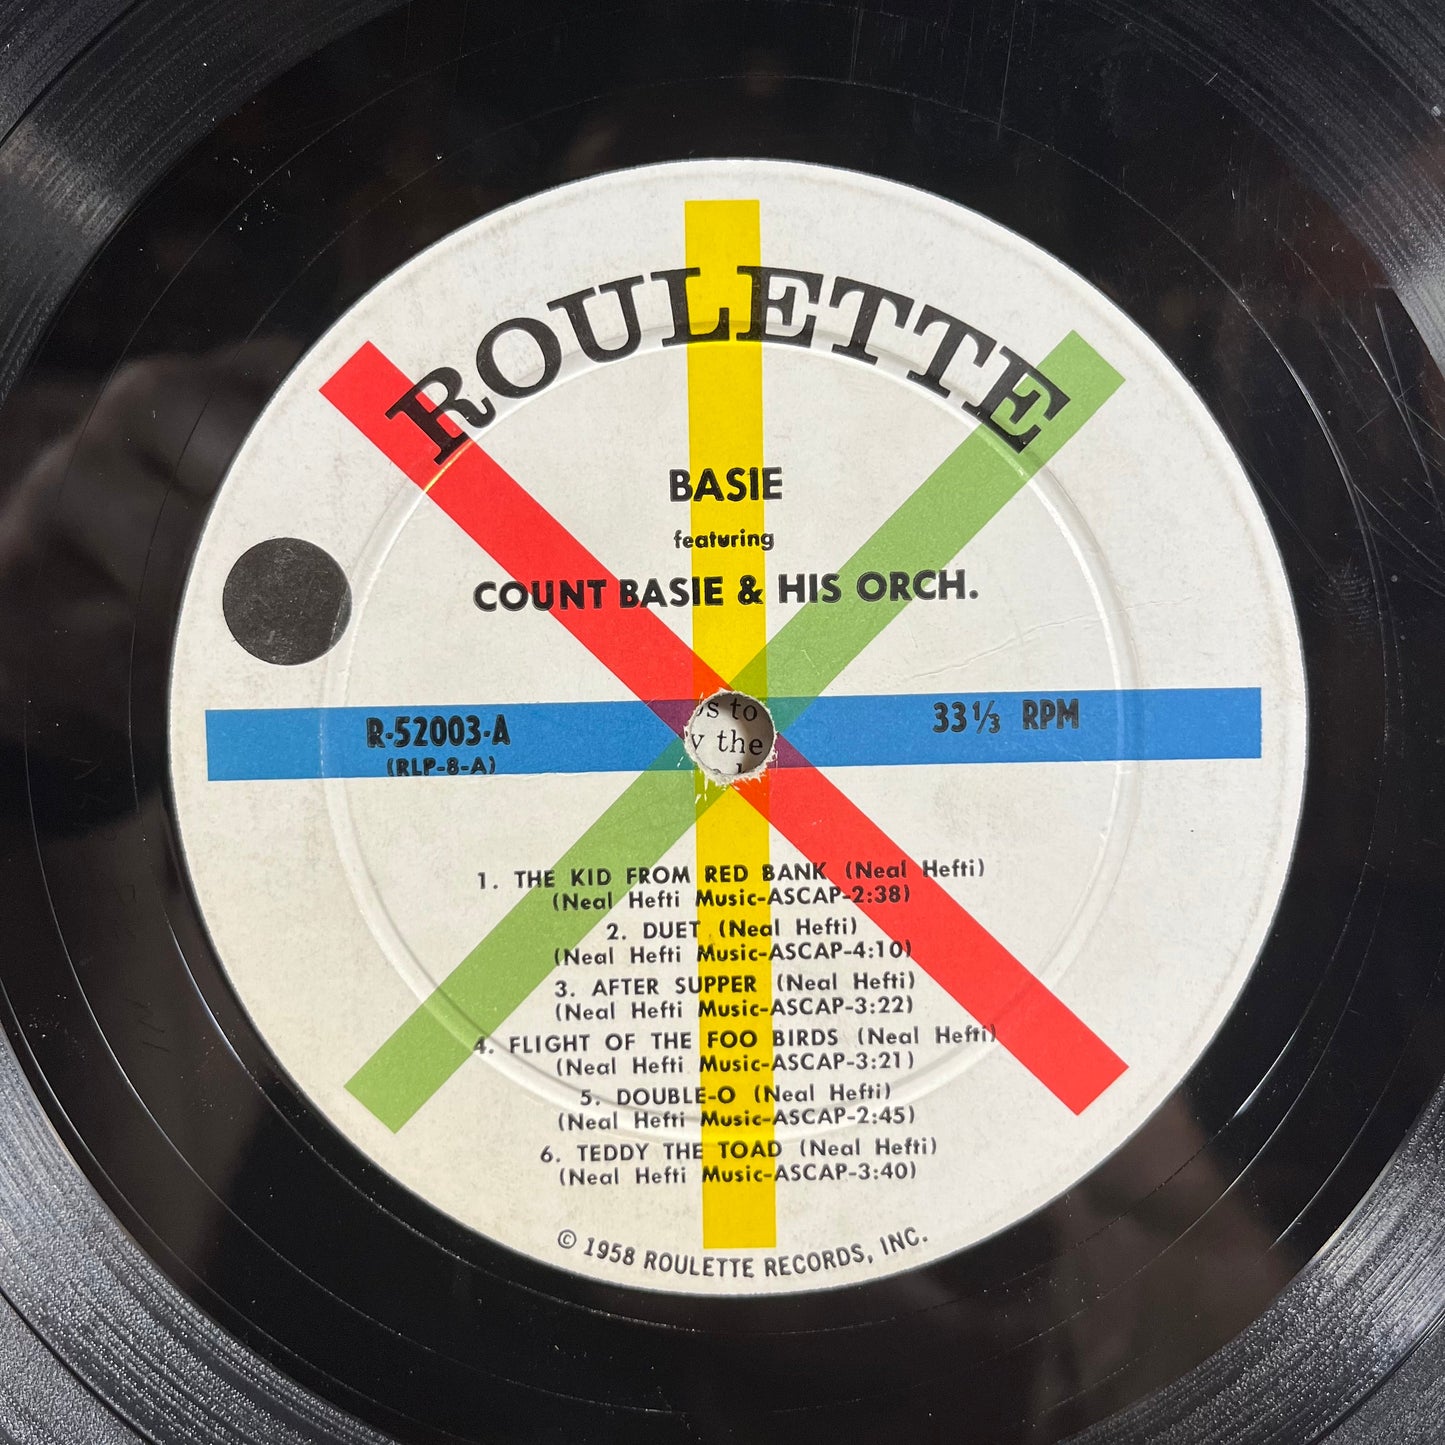 ROULETTE
BASIE
featuring
COUNT BASIE & HIS ORCH.
R-52003-A
33 1/3 RPM
(RLP-8-A)
s to
the
1. THE KID FROM RED BANK (Neal Hefti)
(Neal Hefti Music-ASCAP-2:38)
2. DUET (Neal Hefti)
(Neal Hefti Music-ASCAP-4:10)
3. AFTER SUPPER (Neal Hefti)
(Neal Hefti Music-ASCAP-3:22)
4. FLIGHT OF THE FOO BIRDS (Neal Hefti)
(Neal Hefti Music-ASCAP-3:21)
5. DOUBLE-O (Neal Hefti)
(Neal Hefti Music-ASCAP-2:45)
6. TEDDY THE TOAD (Neal Hefti)
(Neal Hefti Music-ASCAP-3:40)
© 1958 ROULETTE RECORDS, INC.